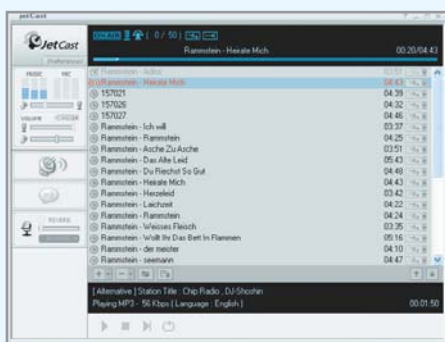 jetCast
JetCast
Preferences
ON AIR ( 0 / 50 )
Rammstein - Heirate Mich
00:20/04:43
MUSIC MIC
VOLUME
REVERB
Rammstein - Adios 03:51
Rammstein - Heirate Mich 04:43
157021 04:39
157026 04:32
157027 04:46
Rammstein - Ich will 03:37
Rammstein - Rammstein 04:25
Rammstein - Asche Zu Asche 03:51
Rammstein - Das Alte Leid 05:43
Rammstein - Du Riechst So Gut 04:48
Rammstein - Heirate Mich 04:43
Rammstein - Herzeleid 03:42
Rammstein - Laichzeit 04:22
Rammstein - Rammstein 04:24
Rammstein - Weisses Fleisch 03:35
Rammstein - Wollt Ihr Das Bett In Flammen 05:16
Rammstein - der meister 04:10
Rammstein - seemann 04:47
[ Alternative ] Station Title : Chip Radio , DJ-Shoshin
Playing MP3 - 56 Kbps ( Language : English )
00:01:50